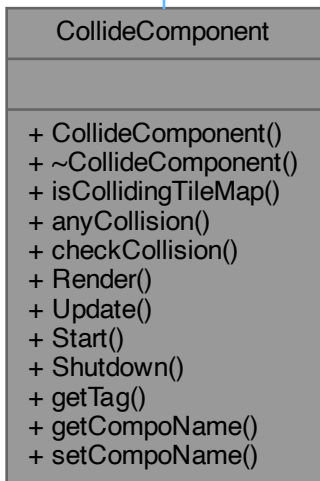 CollideComponent
+ CollideComponent()
+ ~CollideComponent()
+ isCollidingTileMap()
+ anyCollision()
+ checkCollision()
+ Render()
+ Update()
+ Start()
+ Shutdown()
+ getTag()
+ getCompoName()
+ setCompoName()